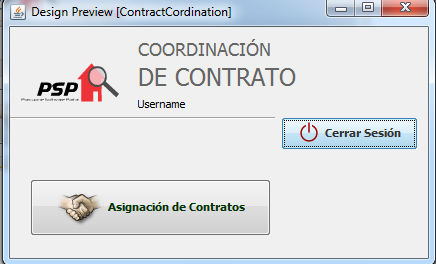 Design Preview [ContractCordination]
COORDINACIÓN
DE CONTRATO
PSP
Username
Cerrar Sesión
Asignación de Contratos